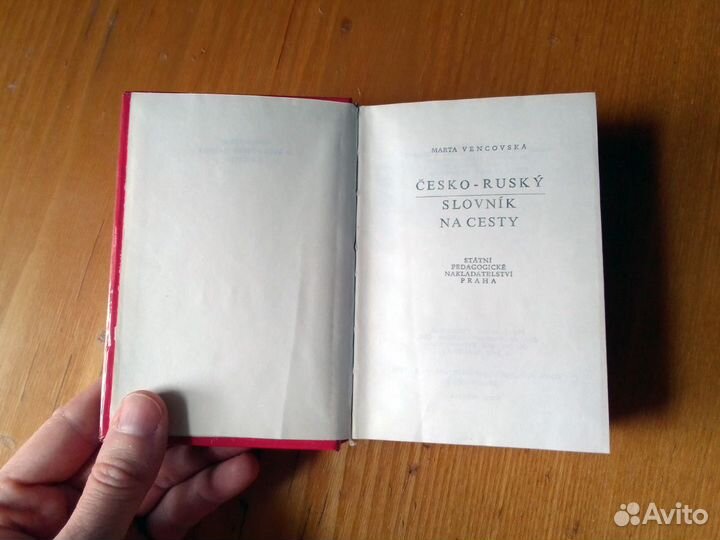 MARTA VENCOVSKÁ
ČESKO-RUSKÝ
SLOVNÍK
NA CESTY
STÁTNÍ
PEDAGOGICKÉ
NAKLADATELSTVÍ
PRAHA
Avito